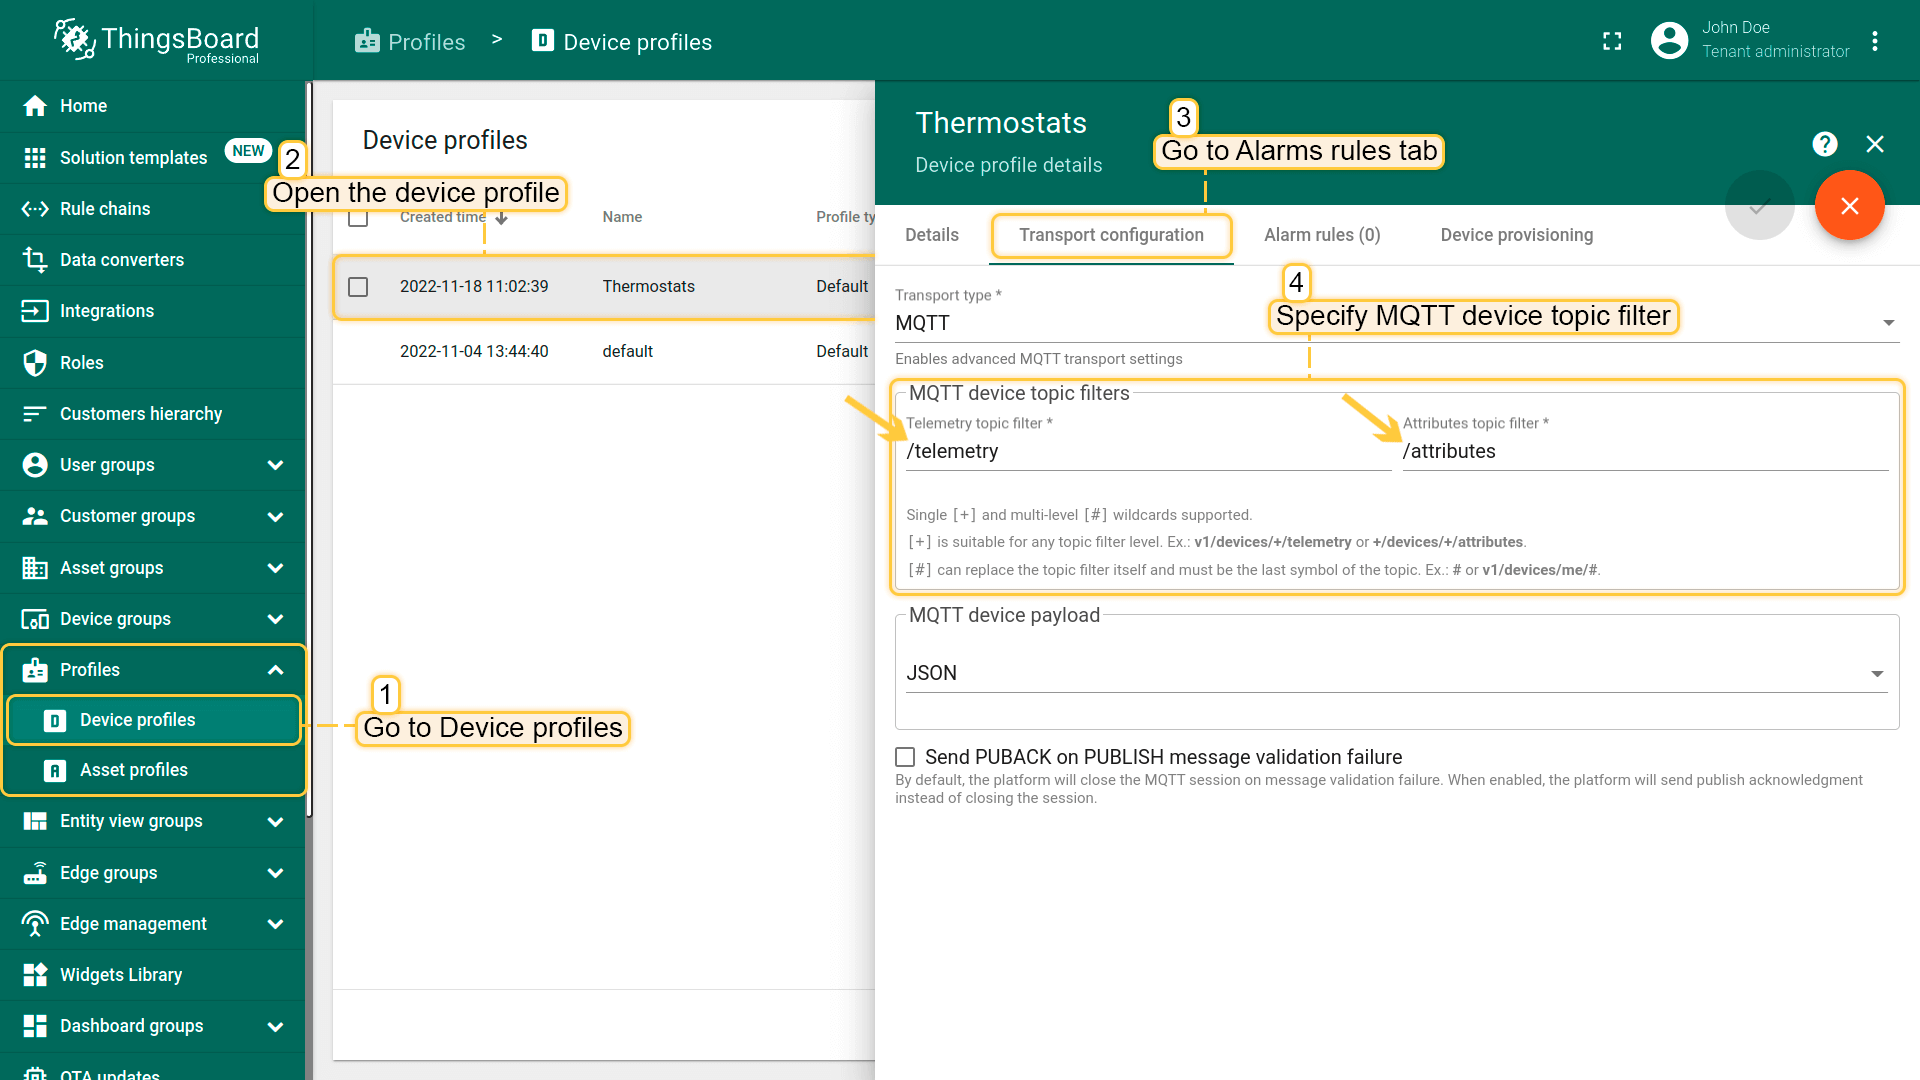 ThingsBoard
Professional
Profiles > Device profiles
John Doe
Tenant administrator
Home
Solution templates NEW
Rule chains
Data converters
Integrations
Roles
Customers hierarchy
User groups
Customer groups
Asset groups
Device groups
Profiles
Device profiles
Asset profiles
Entity view groups
Edge groups
Edge management
Widgets Library
Dashboard groups
OTA updates
1
Go to Device profiles
2
Open the device profile
Device profiles
Created time Name Profile ty
2022-11-18 11:02:39 Thermostats Default
2022-11-04 13:44:40 default Default
Thermostats
Device profile details
3
Go to Alarms rules tab
Details Transport configuration Alarm rules (0) Device provisioning
4
Specify MQTT device topic filter
Transport type *
MQTT
Enables advanced MQTT transport settings
MQTT device topic filters
Telemetry topic filter * Attributes topic filter *
/telemetry /attributes
Single [+] and multi-level [#] wildcards supported.
[+] is suitable for any topic filter level. Ex.: v1/devices/+/telemetry or +/devices/+/attributes.
[#] can replace the topic filter itself and must be the last symbol of the topic. Ex.: # or v1/devices/me/#.
MQTT device payload
JSON
Send PUBACK on PUBLISH message validation failure
By default, the platform will close the MQTT session on message validation failure. When enabled, the platform will send publish acknowledgment
instead of closing the session.